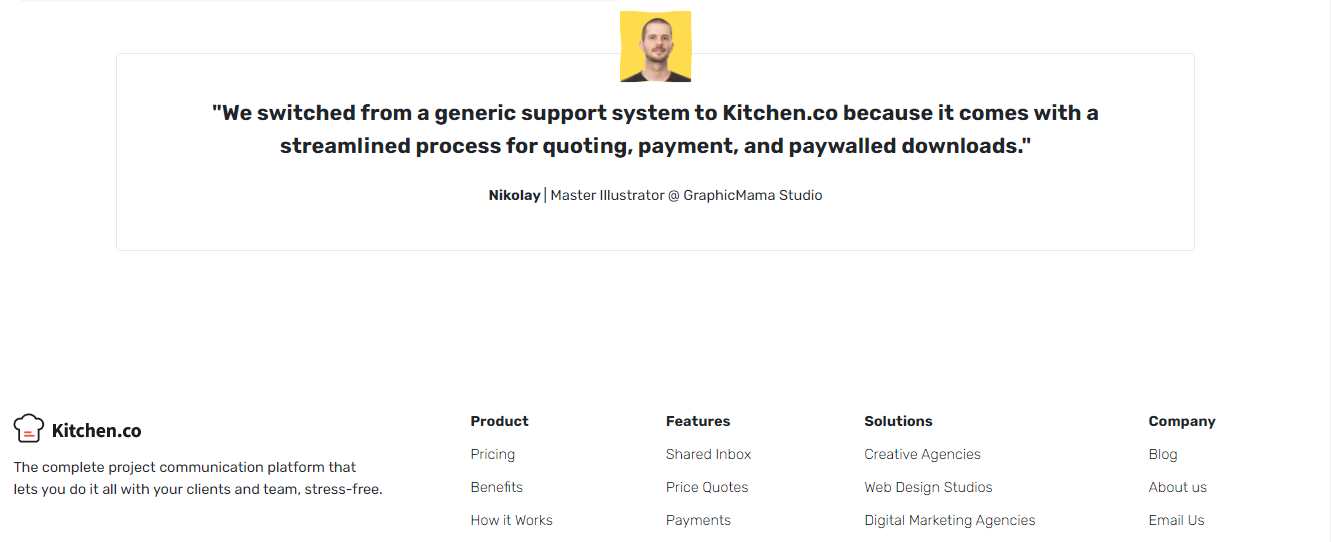 "We switched from a generic support system to Kitchen.co because it comes with a
streamlined process for quoting, payment, and paywalled downloads."
Nikolay | Master Illustrator @ GraphicMama Studio
Kitchen.co
The complete project communication platform that
lets you do it all with your clients and team, stress-free.
Product
Pricing
Benefits
How it Works
Features
Shared Inbox
Price Quotes
Payments
Solutions
Creative Agencies
Web Design Studios
Digital Marketing Agencies
Company
Blog
About us
Email Us